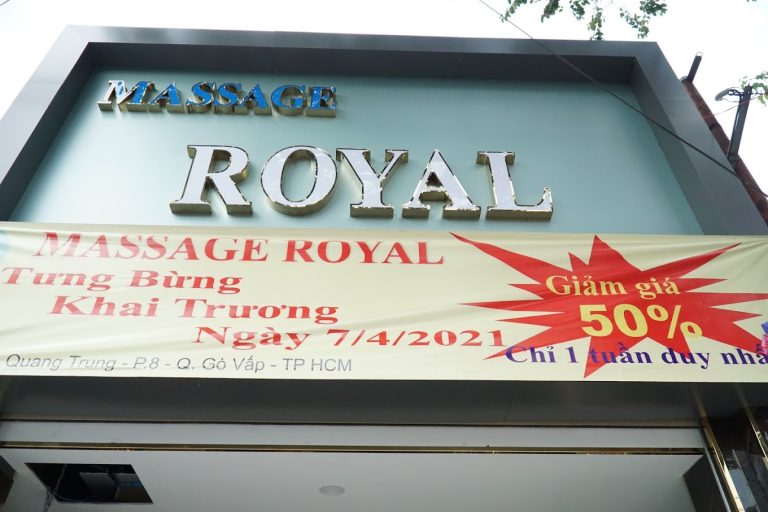 MASSAGE
ROYAL
MASSAGE ROYAL
Tưng Bừng
Khai Trương
Ngày 7/4/2021
Quang Trung - P.8 - Q. Gò Vấp - TP HCM
Giảm giá
50%
Chỉ 1 tuần duy